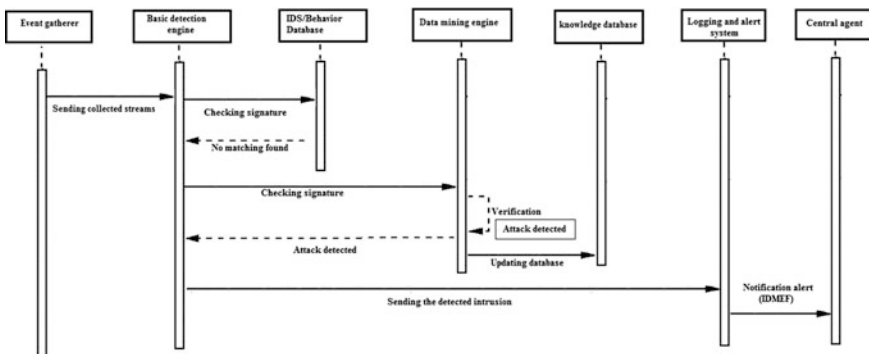 Event gatherer
Basic detection
engine
IDS/Behavior
Database
Data mining engine
knowledge database
Logging and alert
system
Central agent
Sending collected streams
Checking signature
No matching found
Checking signature
Verification
Attack detected
Attack detected
Updating database
Sending the detected intruxion
Notification alert
(IDMEF)